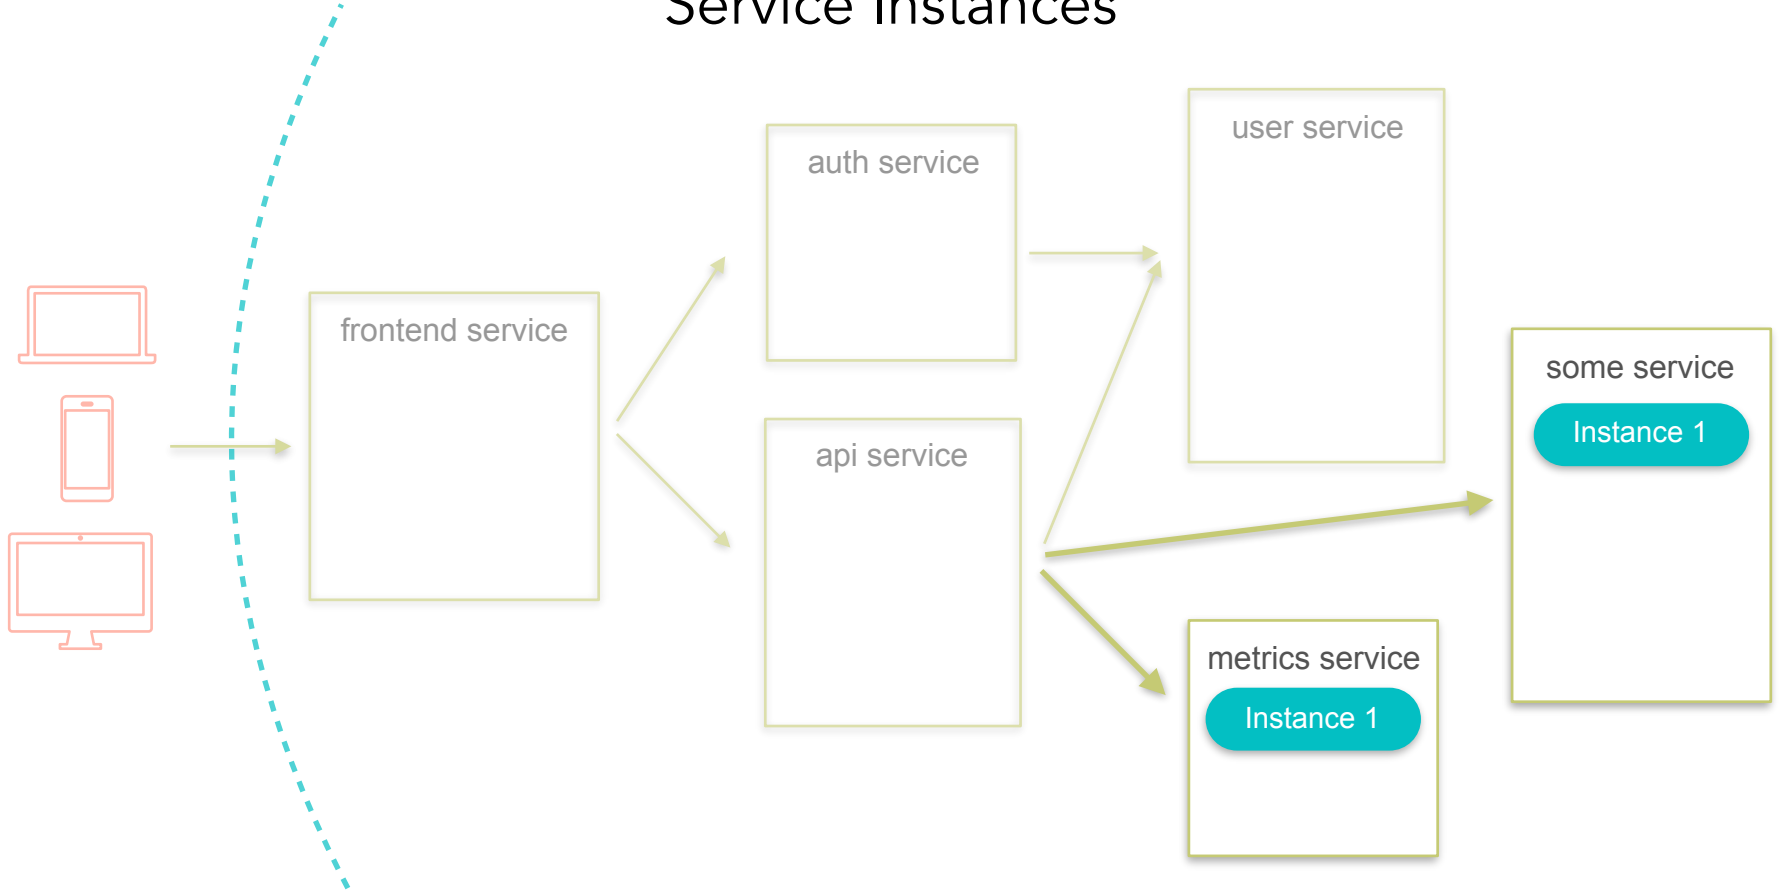 Service Instances
user service
auth service
frontend service
some service
Instance 1
api service
metrics service
Instance 1